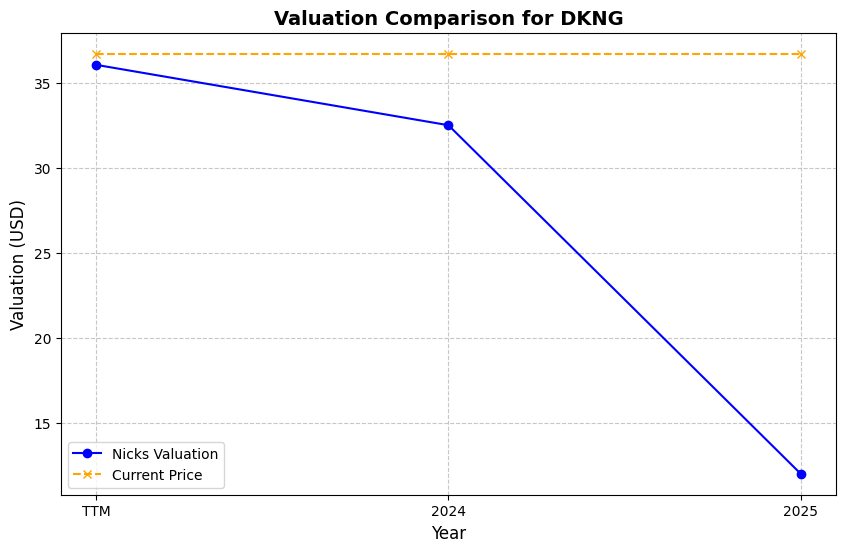 Valuation Comparison for DKNG
Valuation (USD)
35
30
25
20
15
Nicks Valuation
Current Price
TTM
2024
2025
Year